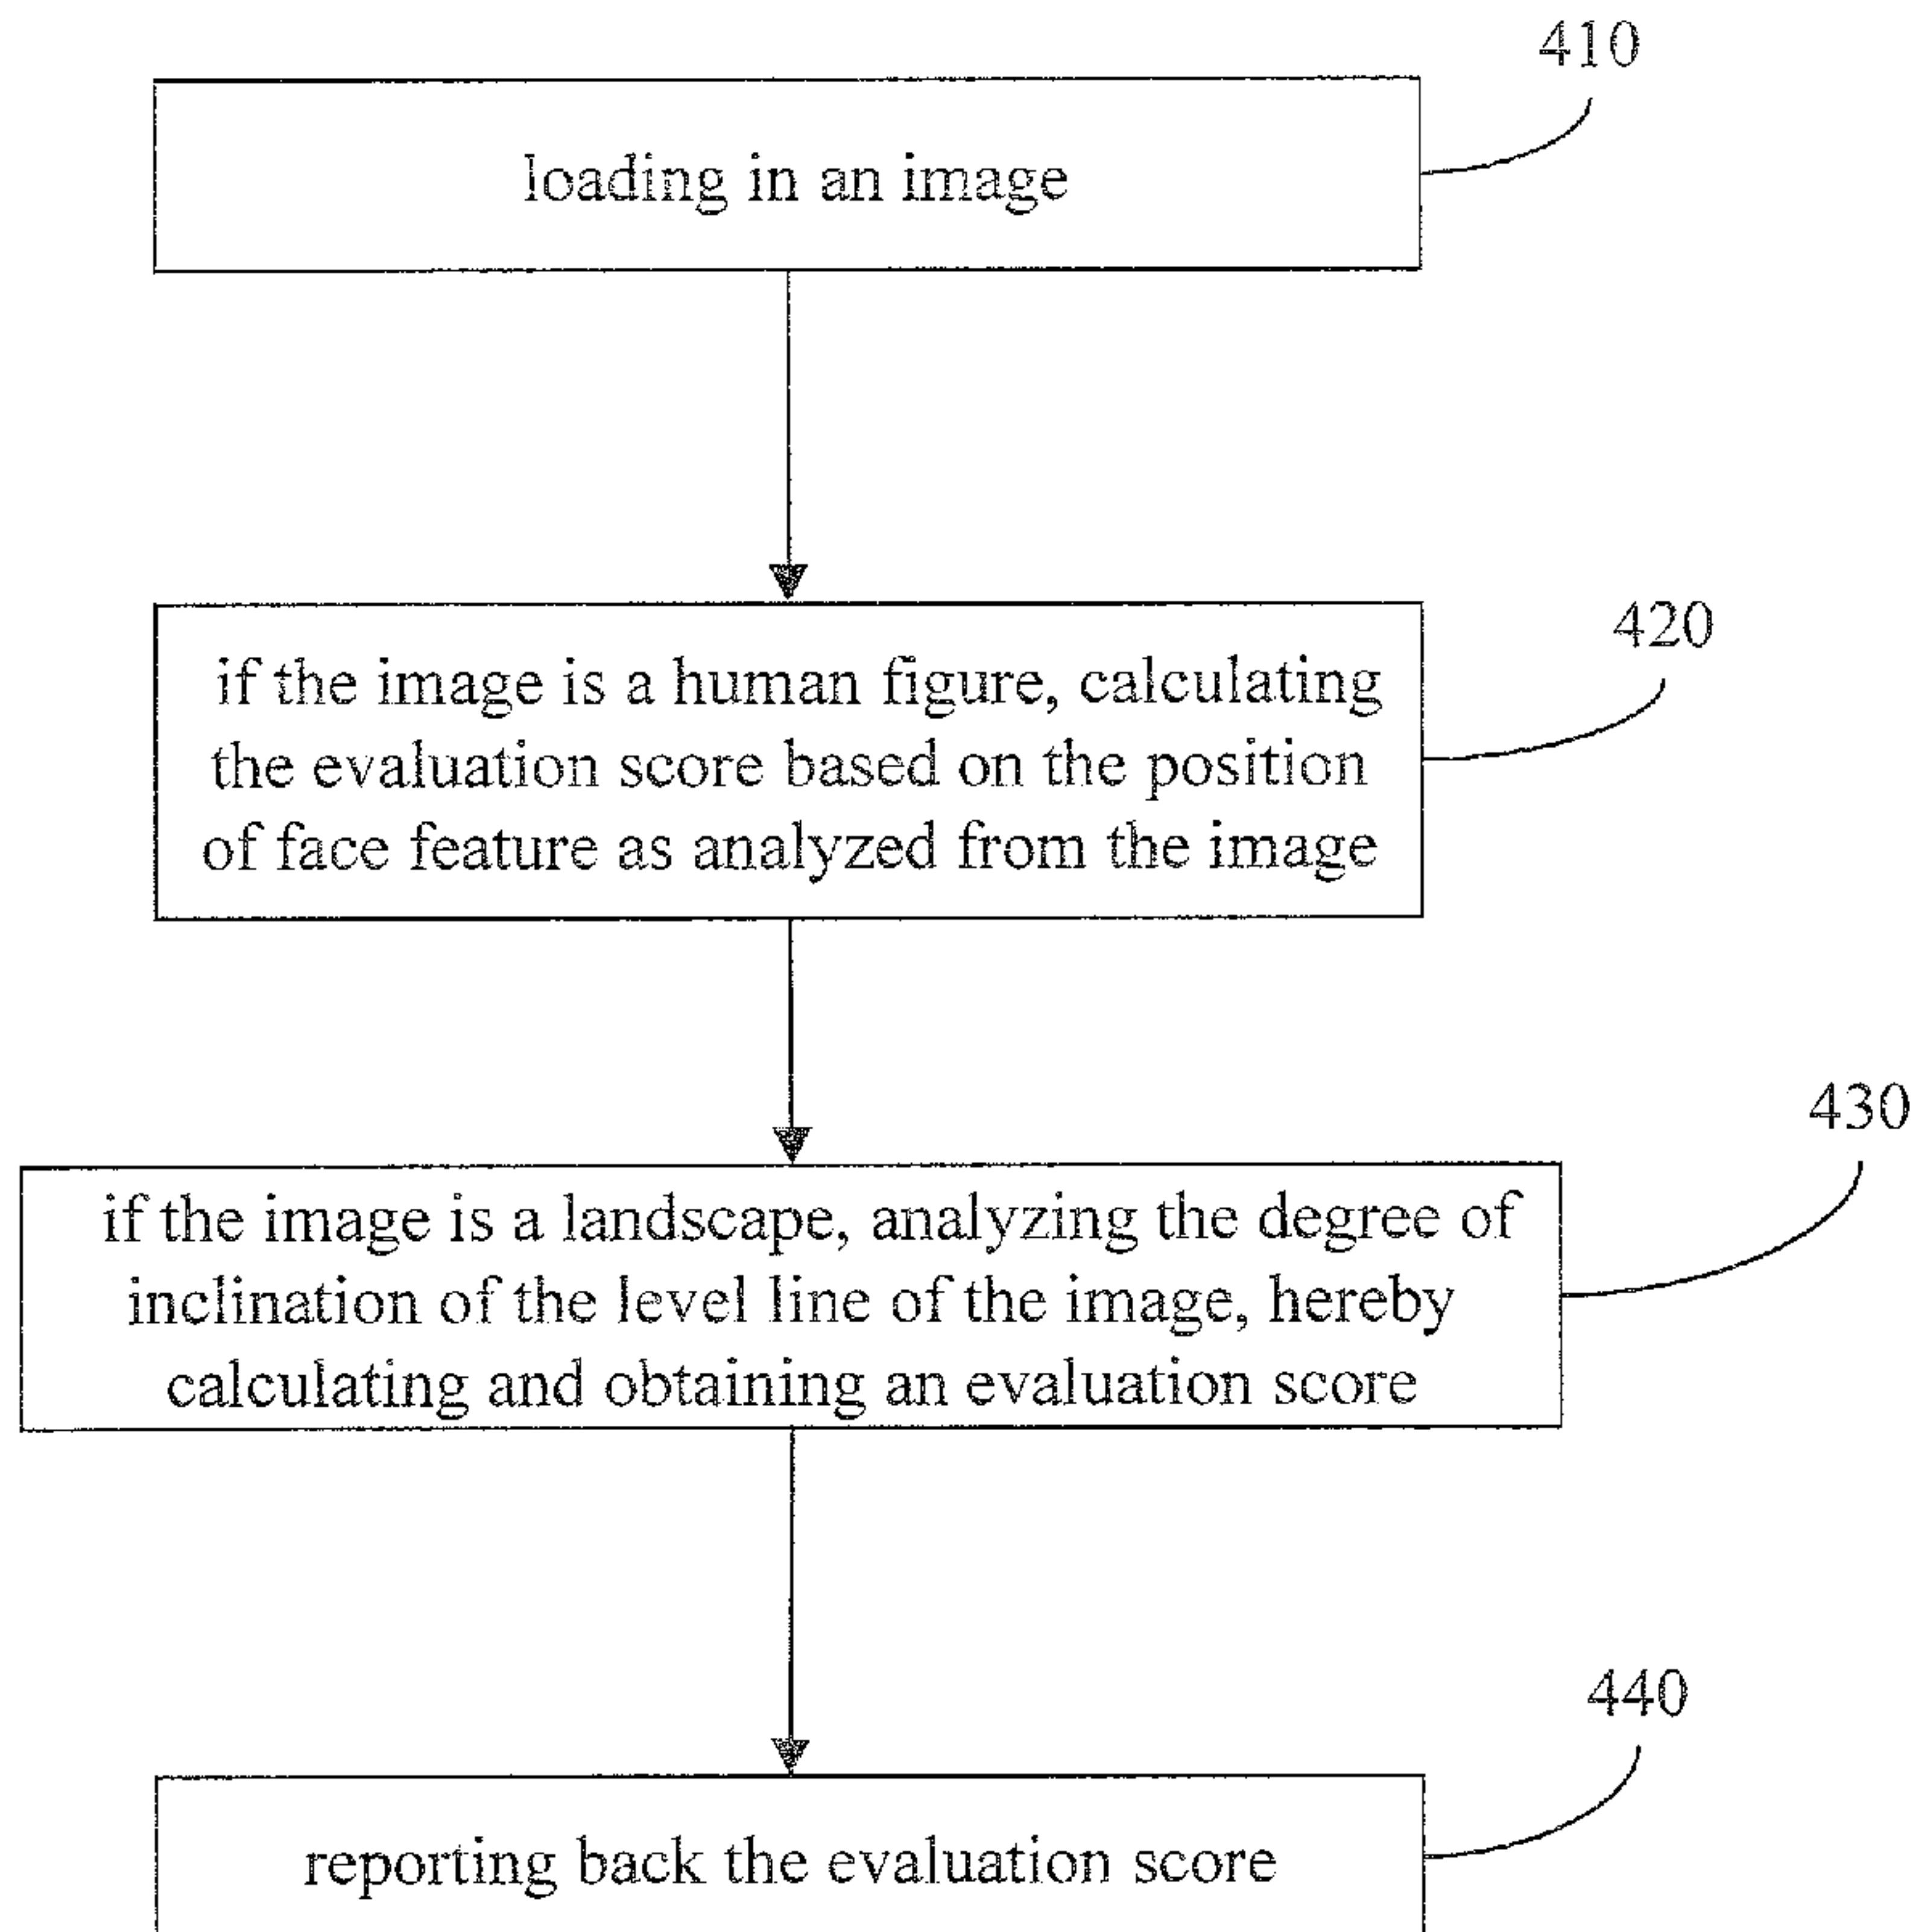 410
loading in an image
420
if the image is a human figure, calculating
the evaluation score based on the position
of face feature as analyzed from the image
430
if the image is a landscape, analyzing the degree of
inclination of the level line of the image, hereby
calculating and obtaining an evaluation score
440
reporting back the evaluation score